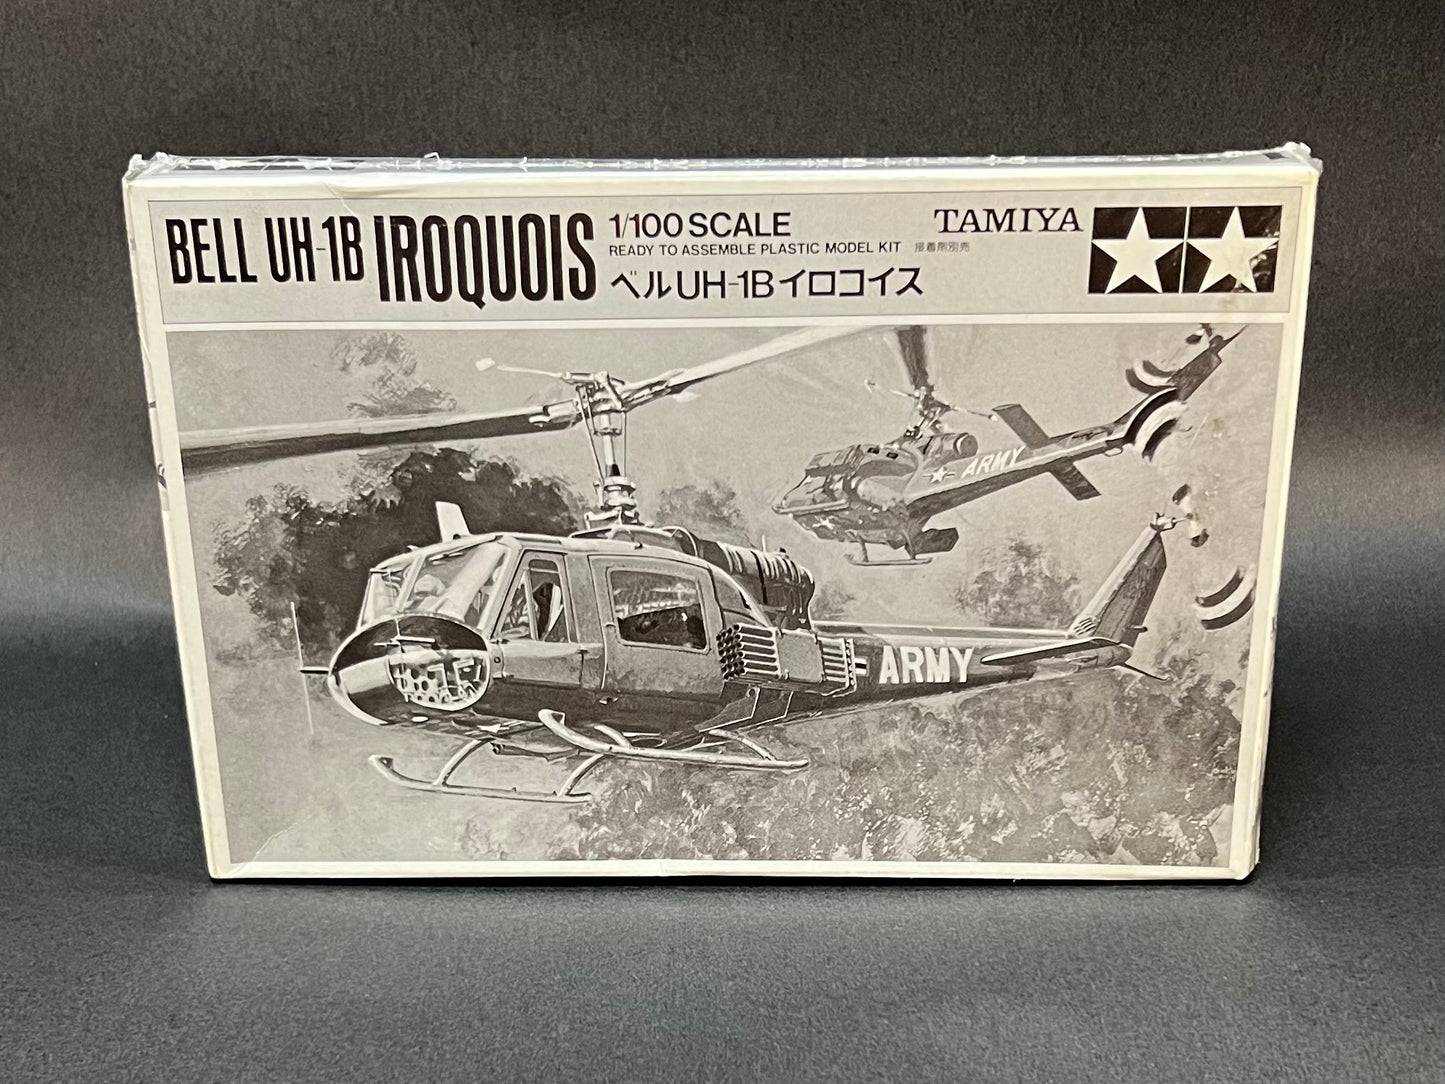 BELL UH-1B IROQUOIS
1/100 SCALE
READY TO ASSEMBLE PLASTIC MODEL KIT 接着剤別売
ベルUH-1Bイロコイス
TAMIYA
ARMY
ARMY